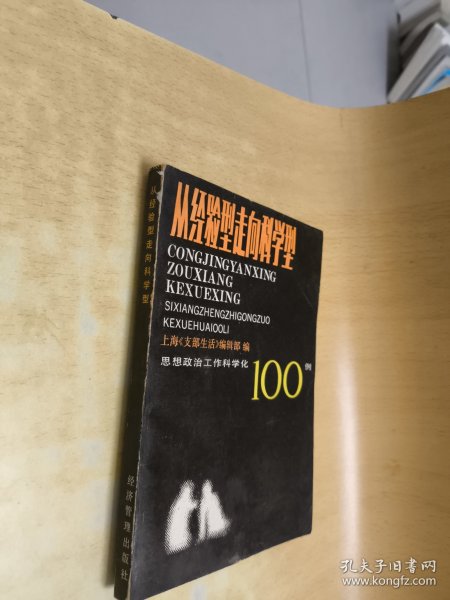 从经验型走向科学型
从经验型走向科学型
CONGJINGYANXING
ZOUXIANG
KEXUEXING
SIXIANGZHENGZHIGONGZUO
KEXUEHUAIOOLI
上海《支部生活》编辑部 编
思想政治工作科学化
100例
经济管理出版社
孔夫子旧书网
www.kongfz.com